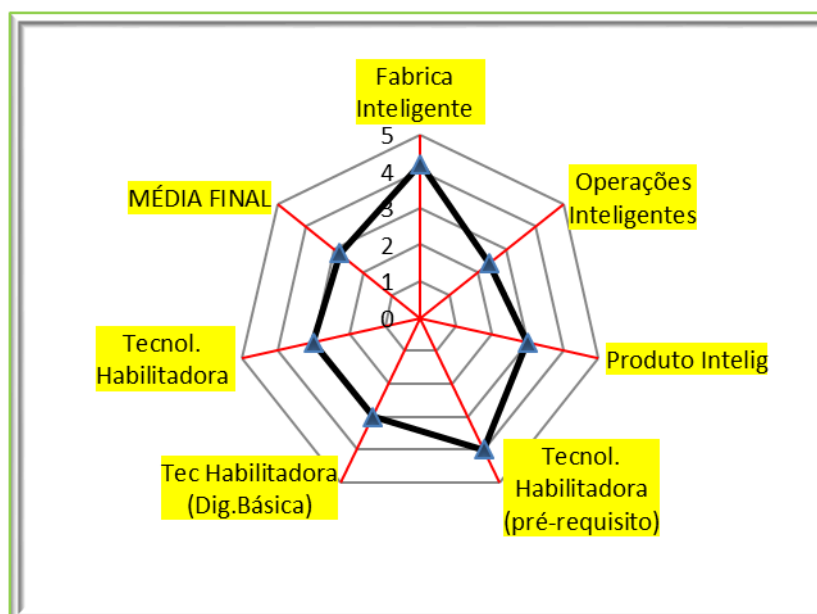 Fabrica
Inteligente
5
4
3
2
1
0
Operações
Inteligentes
Produto Intelig
Tecnol.
Habilitadora
(pré-requisito)
Tec Habilitadora
(Dig.Básica)
Tecnol.
Habilitadora
MÉDIA FINAL